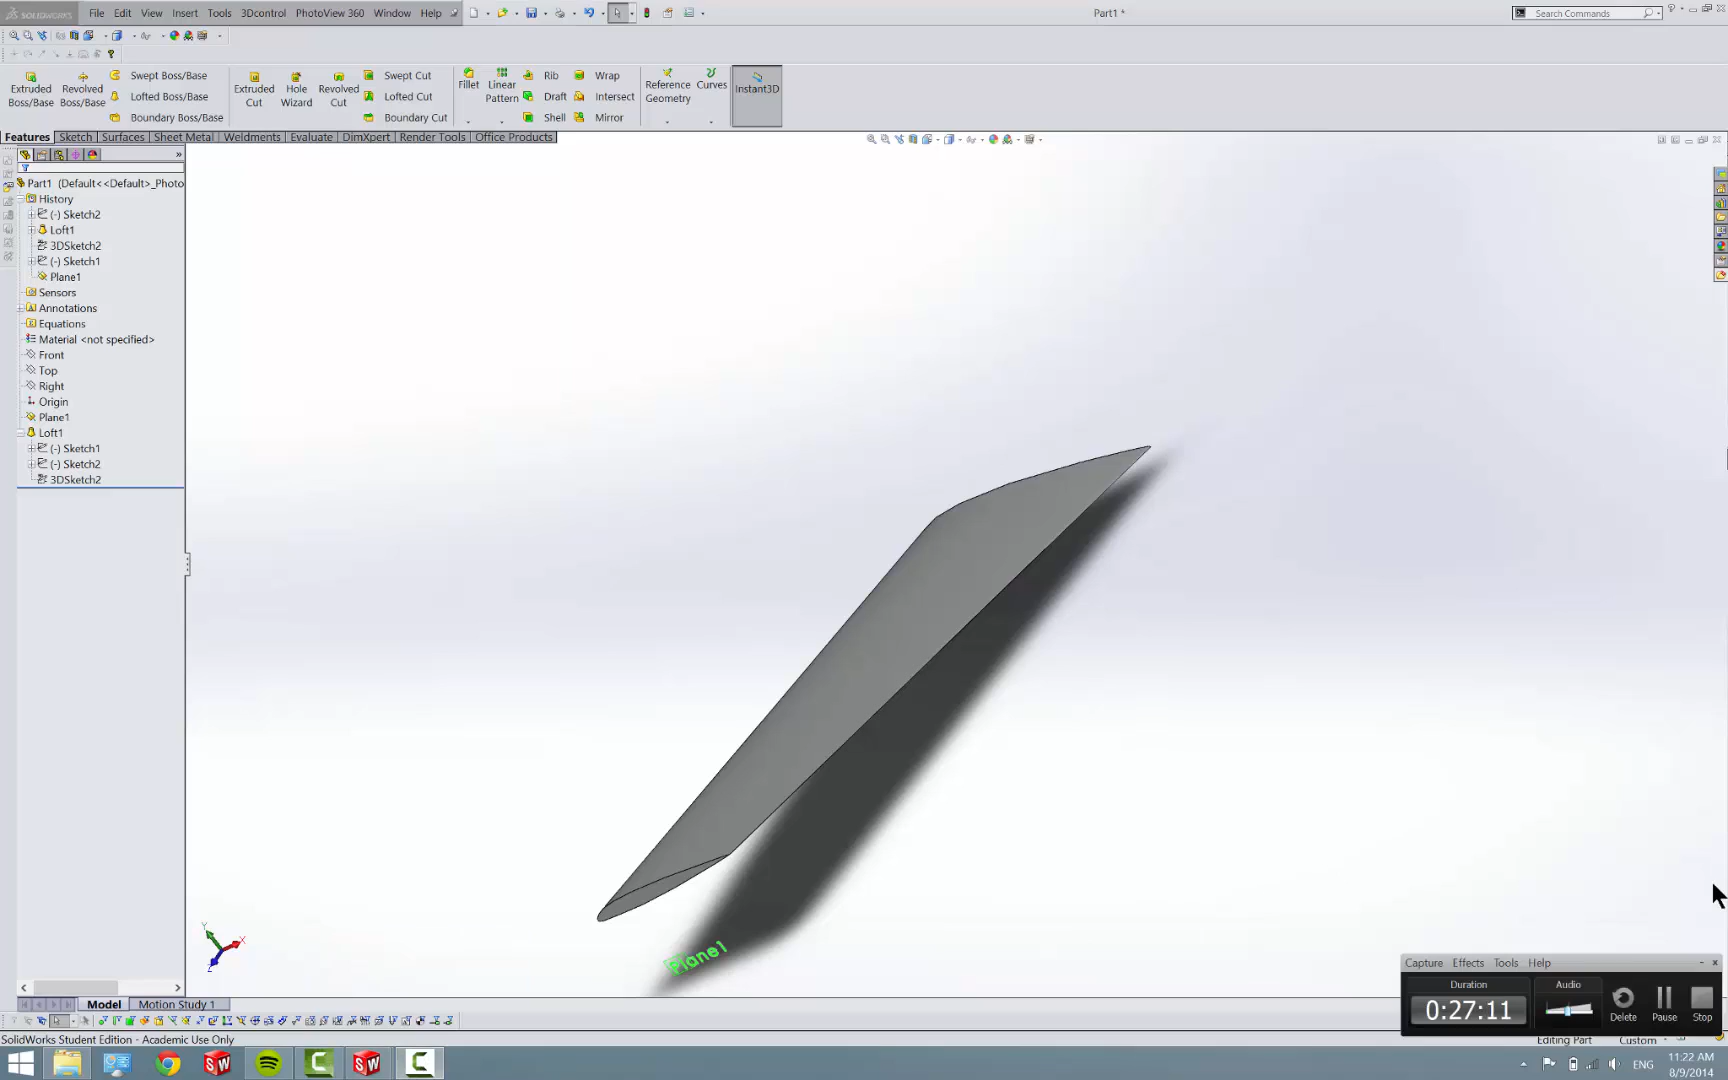 SOLIDWORKS File Edit View Insert Tools 3Dcontrol PhotoView 360 Window Help Part1 * Search Commands
Extruded Boss/Base
Revolved Boss/Base
Swept Boss/Base
Lofted Boss/Base
Boundary Boss/Base
Extruded Cut
Hole Wizard
Revolved Cut
Swept Cut
Lofted Cut
Boundary Cut
Fillet
Linear Pattern
Rib
Draft
Shell
Wrap
Intersect
Mirror
Reference Geometry
Curves
Instant3D
Features Sketch Surfaces Sheet Metal Weldments Evaluate DimXpert Render Tools Office Products
Part1 (Default<<Default>_Photo
History
(-) Sketch2
Loft1
3DSketch2
(-) Sketch1
Plane1
Sensors
Annotations
Equations
Material <not specified>
Front
Top
Right
Origin
Plane1
Loft1
(-) Sketch1
(-) Sketch2
3DSketch2
Plane1
Y
X
Z
Capture Effects Tools Help
Duration
0:27:11
Audio
Delete
Pause
Stop
Model Motion Study 1
SolidWorks Student Edition - Academic Use Only
Editing Part Custom
ENG
11:22 AM
8/9/2014